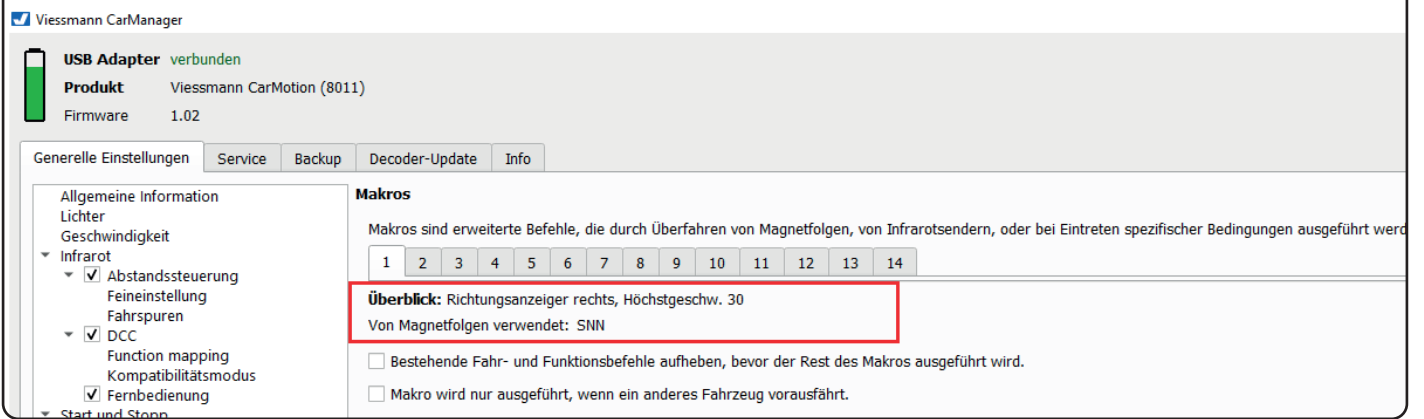 Viessmann CarManager
USB Adapter verbunden
Produkt Viessmann CarMotion (8011)
Firmware 1.02
Generelle Einstellungen Service Backup Decoder-Update Info
Allgemeine Information
Lichter
Geschwindigkeit
Infrarot
Abstandssteuerung
Feineinstellung
Fahrspuren
DCC
Function mapping
Kompatibilitätsmodus
Fernbedienung
Start und Stopp
Makros
Makros sind erweiterte Befehle, die durch Überfahren von Magnetfolgen, von Infrarotsendern, oder bei Eintreten spezifischer Bedingungen ausgeführt werd
1 2 3 4 5 6 7 8 9 10 11 12 13 14
Überblick: Richtungsanzeiger rechts, Höchstgeschw. 30
Von Magnetfolgen verwendet: SNN
Bestehende Fahr- und Funktionsbefehle aufheben, bevor der Rest des Makros ausgeführt wird.
Makro wird nur ausgeführt, wenn ein anderes Fahrzeug vorausfährt.